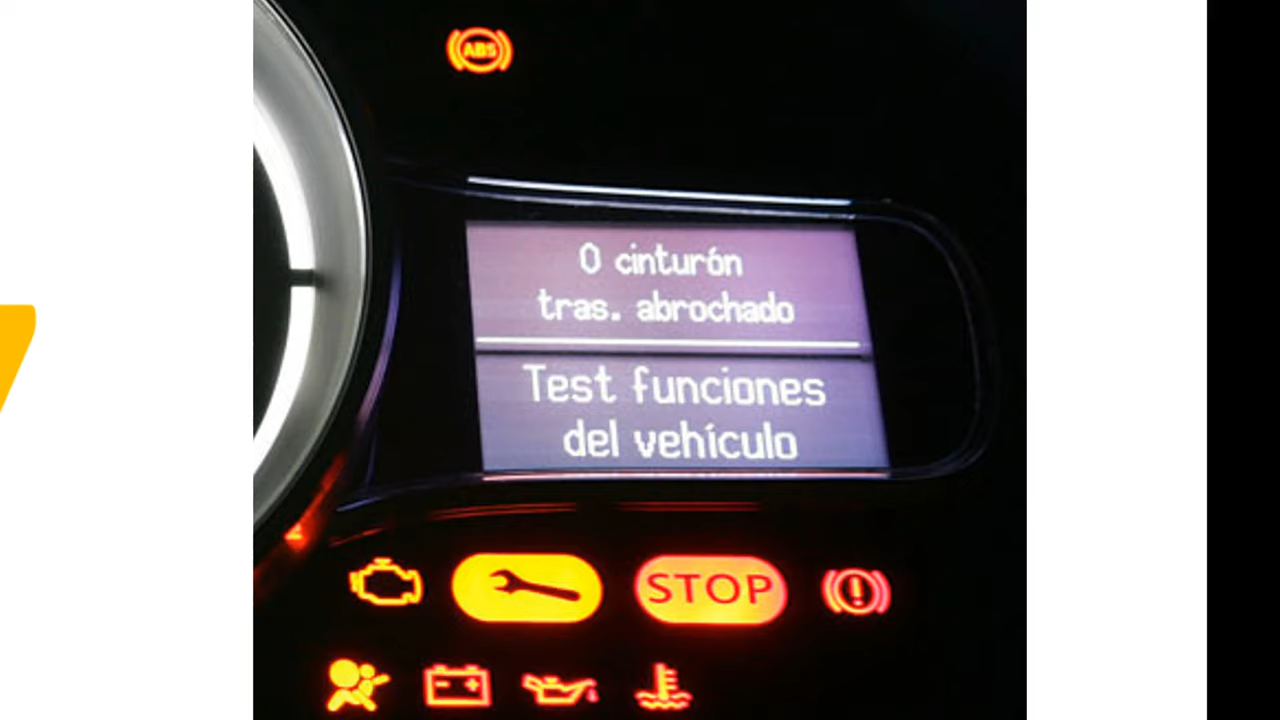 ABS
0 cinturón
tras. abrochado
Test funciones
del vehículo
STOP